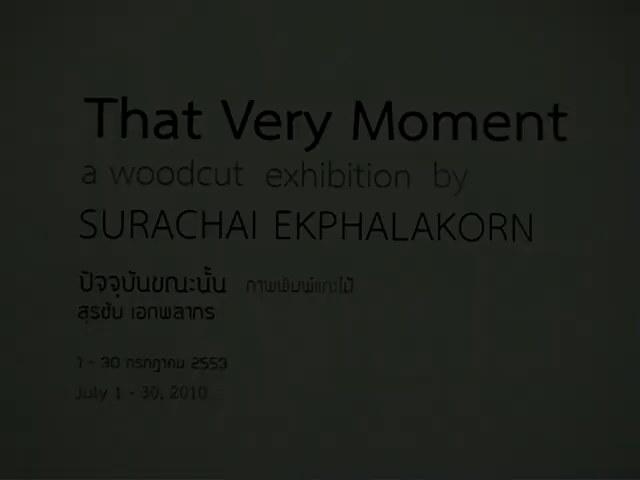 That Very Moment
a woodcut exhibition by
SURACHAI EKPHALAKORN
ปัจจุบันขณะนั้น ภาพพิมพ์แกะไม้
สุรชัย เอกพลากร
1 - 30 กรกฎาคม 2553
July 1 - 30, 2010